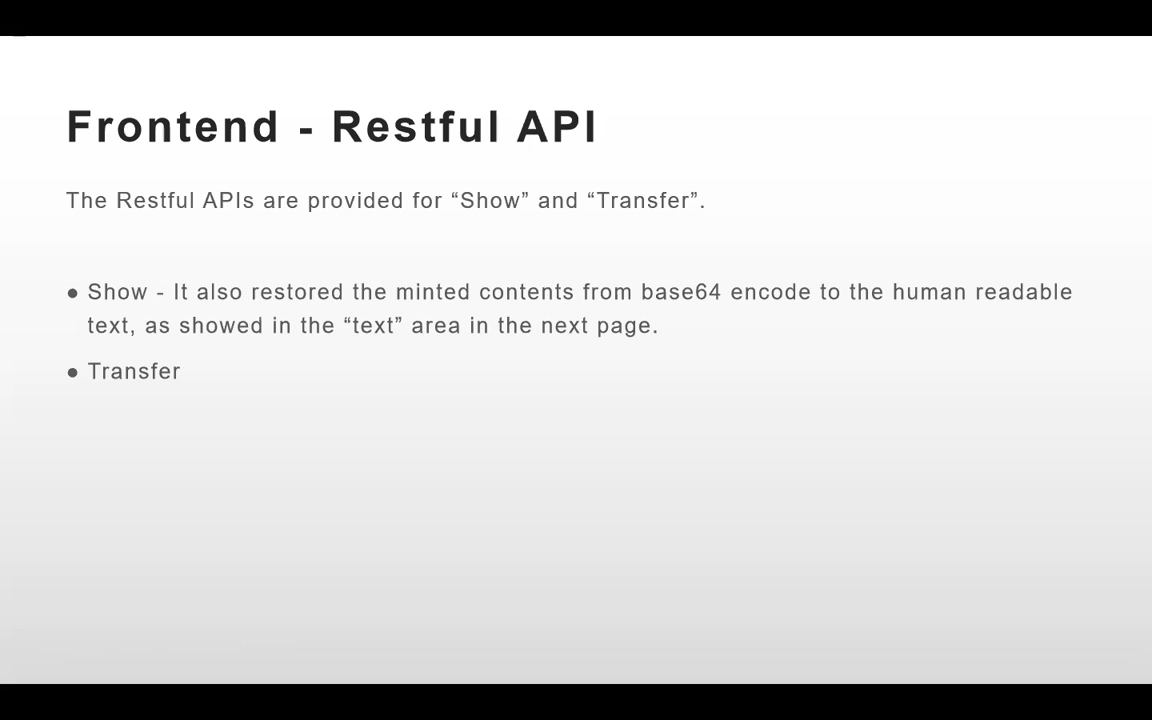 Frontend - Restful API
The Restful APIs are provided for “Show” and “Transfer”.
● Show - It also restored the minted contents from base64 encode to the human readable
text, as showed in the “text” area in the next page.
● Transfer